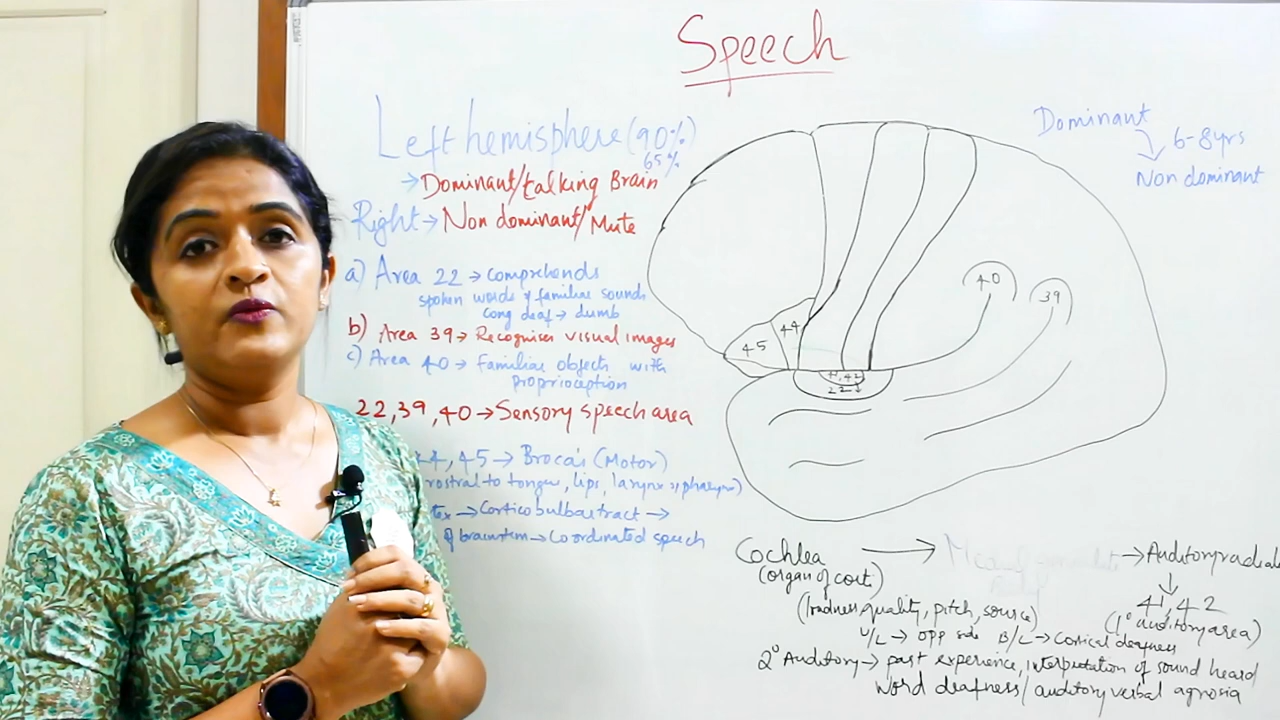 Speech
Left hemisphere (90%)
65%
→ Dominant/talking Brain
Right → Non dominant/Mute
a) Area 22 → comprehends
spoken words & familiar sounds
cong deaf → dumb
b) Area 39 → Recognises visual images
c) Area 40 → Familiar objects with
proprioception
22, 39, 40 → Sensory speech area
44, 45 → Broca's (Motor)
rostral to tongue, lips, larynx & pharynx)
→ Corticobulbar tract →
of brainstem → Coordinated speech
Dominant
6-8yrs
Non dominant
40
39
44
45
41, 42
22
Cochlea → → Auditory radiati
(organ of corti)
↓
41, 42
(loudness, quality, pitch, source)
(1° auditory area)
U/L → opp side B/L → Cortical deafness
2° Auditory → past experience, interpretation of sound heard
Word deafness/auditory verbal agnosia